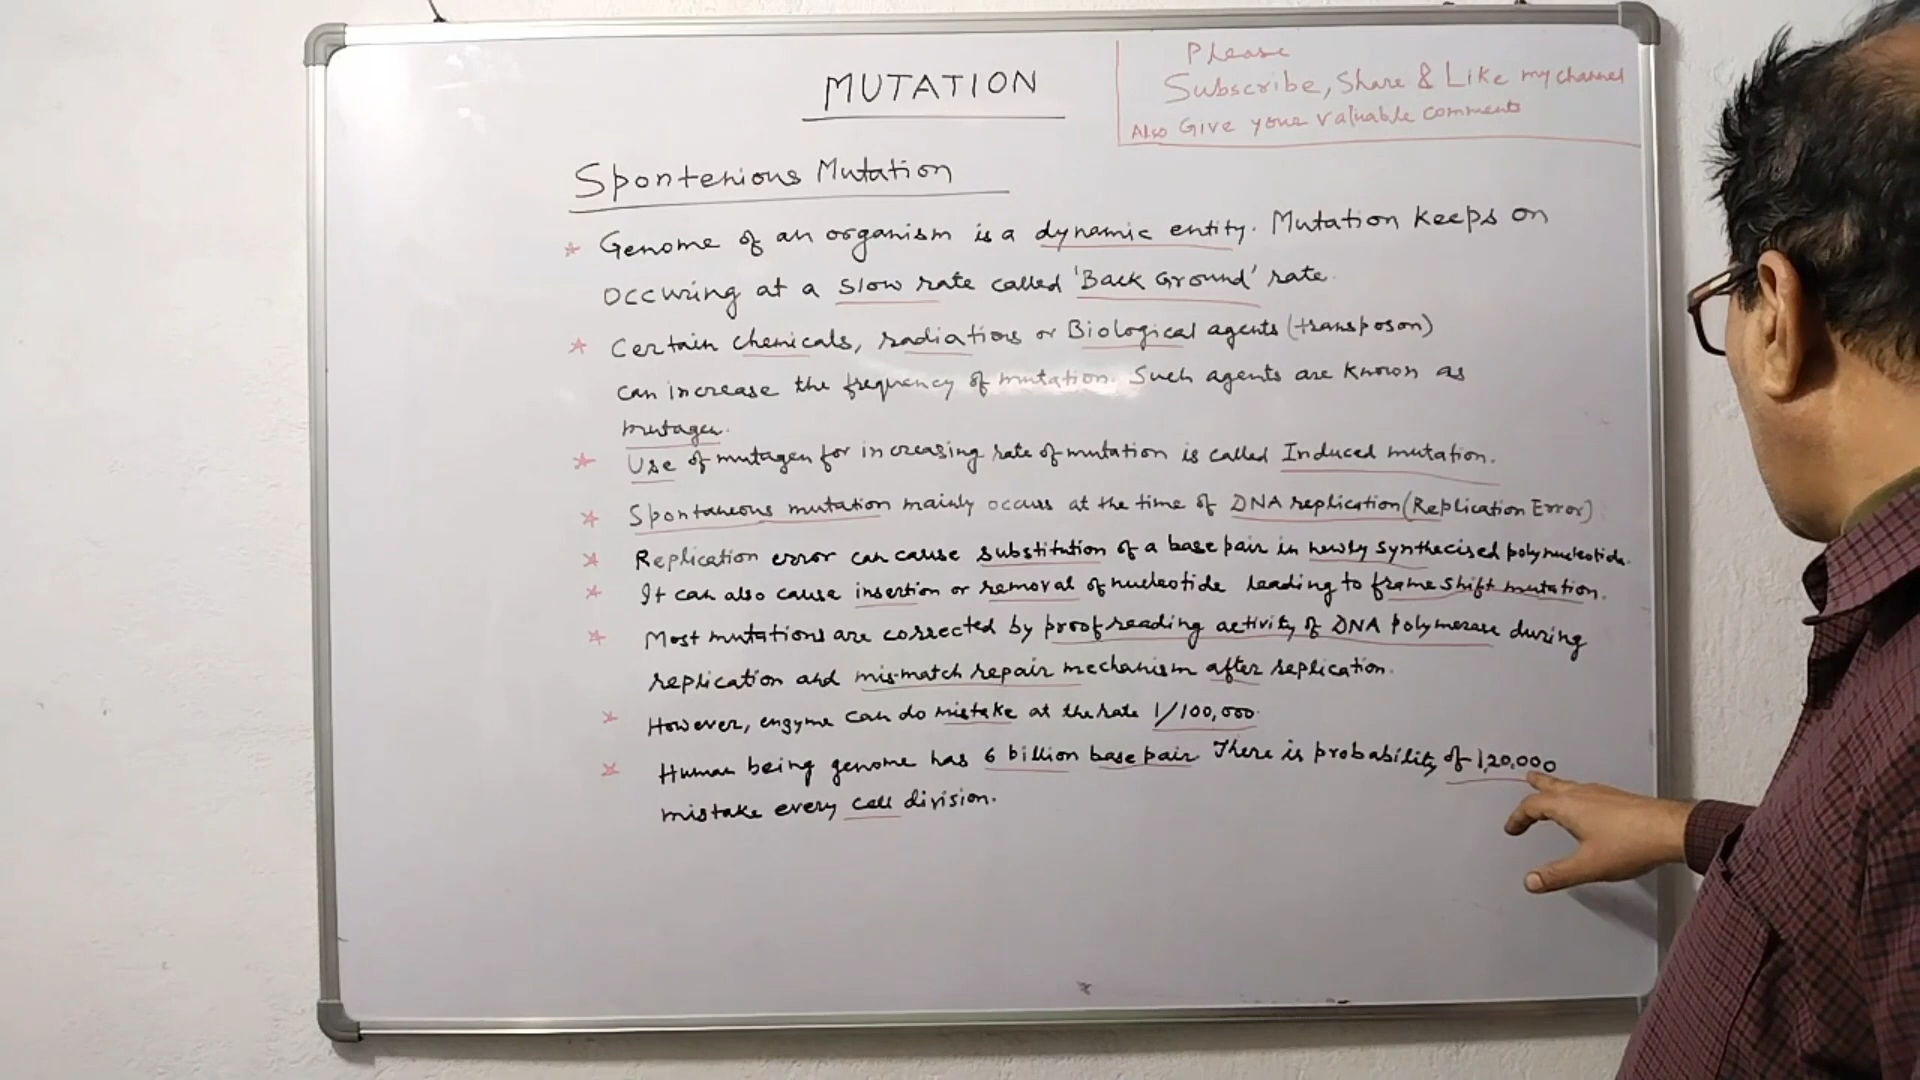 MUTATION
Please
Subscribe, Share & Like my channel
Also Give your valuable comments
Spontenious Mutation
* Genome of an organism is a dynamic entity. Mutation keeps on
occuring at a slow rate called 'Back Ground' rate.
* Certain chemicals, radiations or Biological agents (transposon)
can increase the frequency of mutation. Such agents are known as
mutagen.
* Use of mutagen for increasing rate of mutation is called Induced mutation.
* Spontaneous mutation mainly occurs at the time of DNA replication (Replication Error)
* Replication error can cause substitution of a base pair in newly synthecised polynucleotide.
* It can also cause insertion or removal of nucleotide leading to frame shift mutation.
* Most mutations are corrected by proof reading activity of DNA polymerase during
replication and mis-match repair mechanism after replication.
* However, enzyme can do mistake at the rate 1/100,000.
* Human being genome has 6 billion base pair. There is probability of 1,20,000
mistake every cell division.